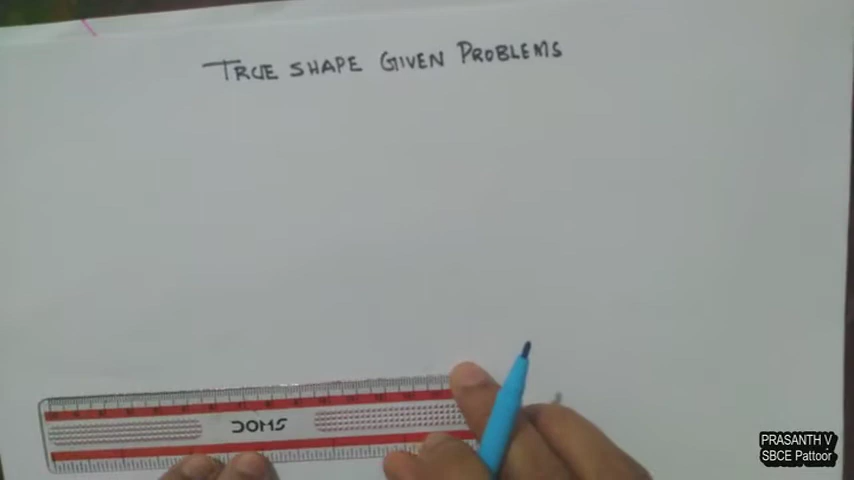 TRUE SHAPE GIVEN PROBLEMS
DOMS
PRASANTH V
SBCE Pattoor